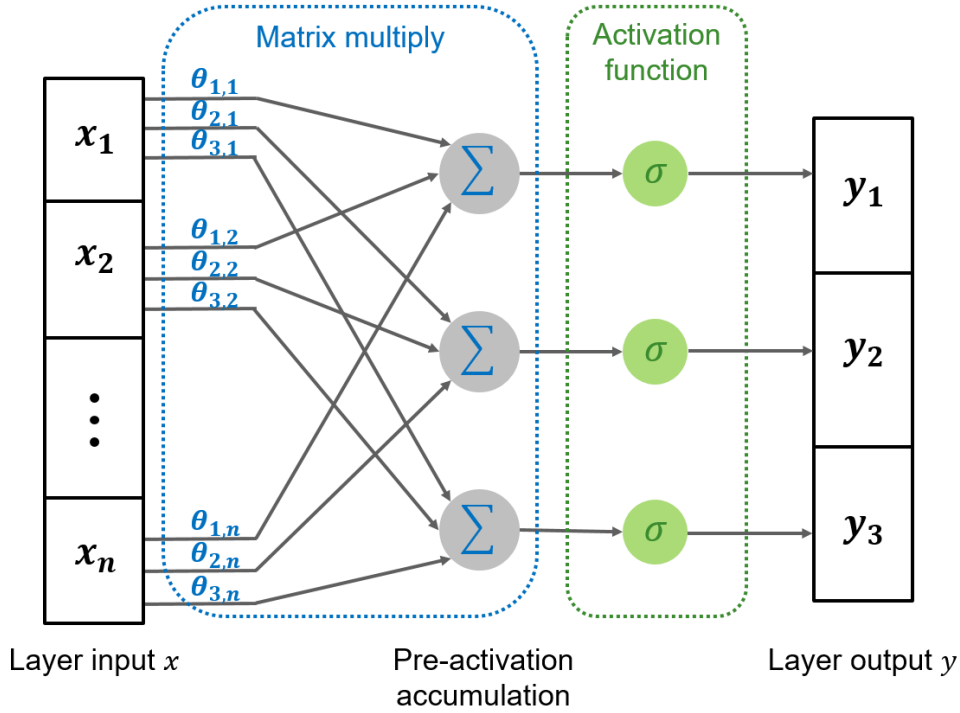 Matrix multiply
Activation
function
x₁
θ₁,₁
θ₂,₁
θ₃,₁
∑
σ
y₁
x₂
θ₁,₂
θ₂,₂
θ₃,₂
∑
σ
y₂
⋮
xₙ
θ₁,ₙ
θ₂,ₙ
θ₃,ₙ
∑
σ
y₃
Layer input x
Pre-activation
accumulation
Layer output y